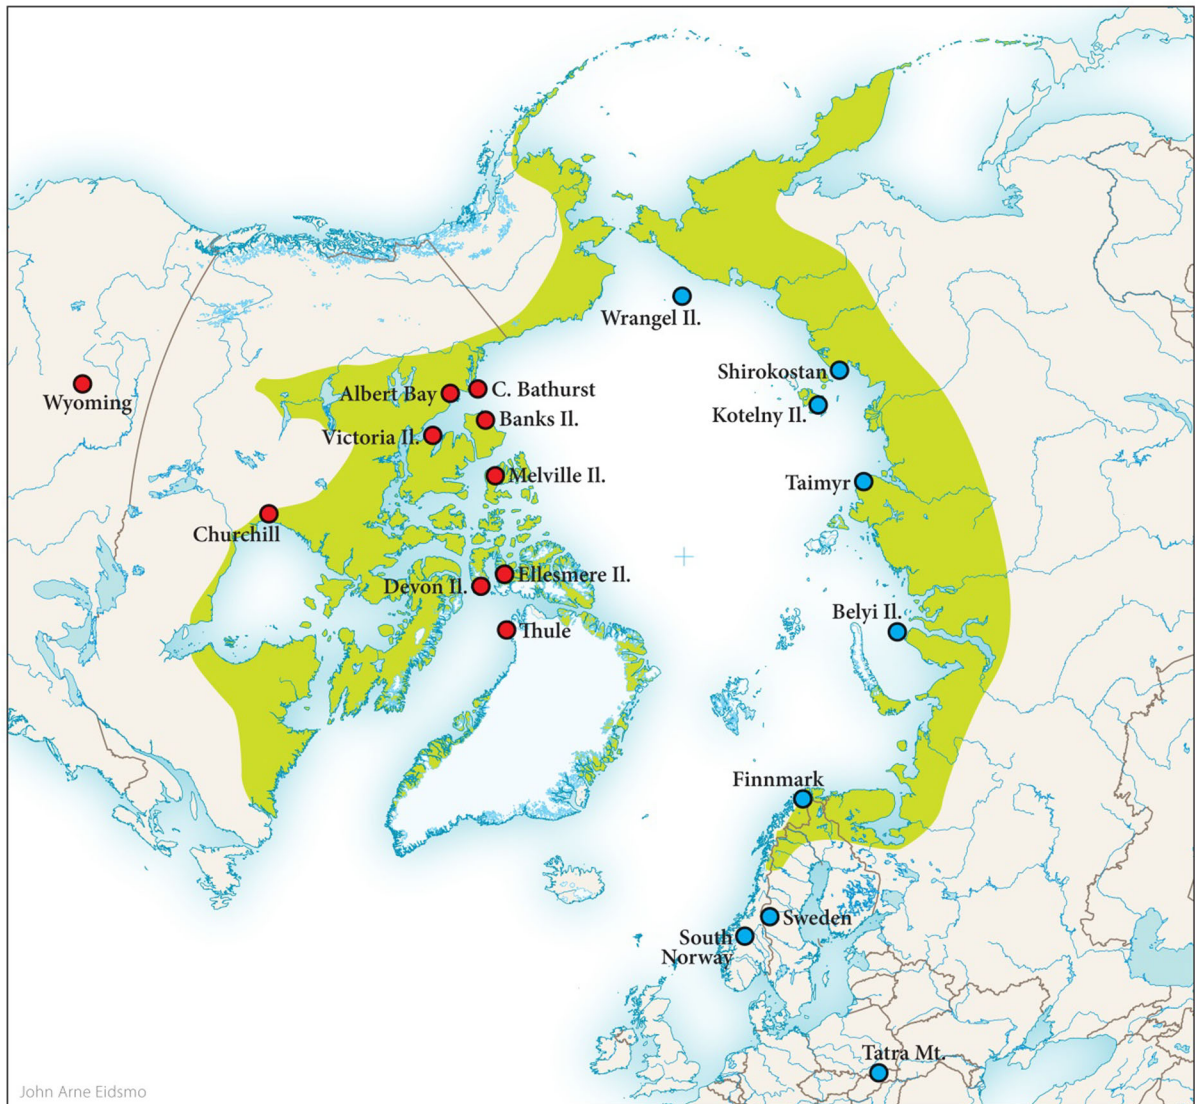 Wrangel Il.
Shirokostan
Wyoming
Albert Bay
C. Bathurst
Kotelny Il.
Banks Il.
Victoria Il.
Melville Il.
Taimyr
Churchill
Ellesmere Il.
Devon Il.
Belyi Il.
Thule
Finnmark
Sweden
South
Norway
Tatra Mt.
John Arne Eidsmo